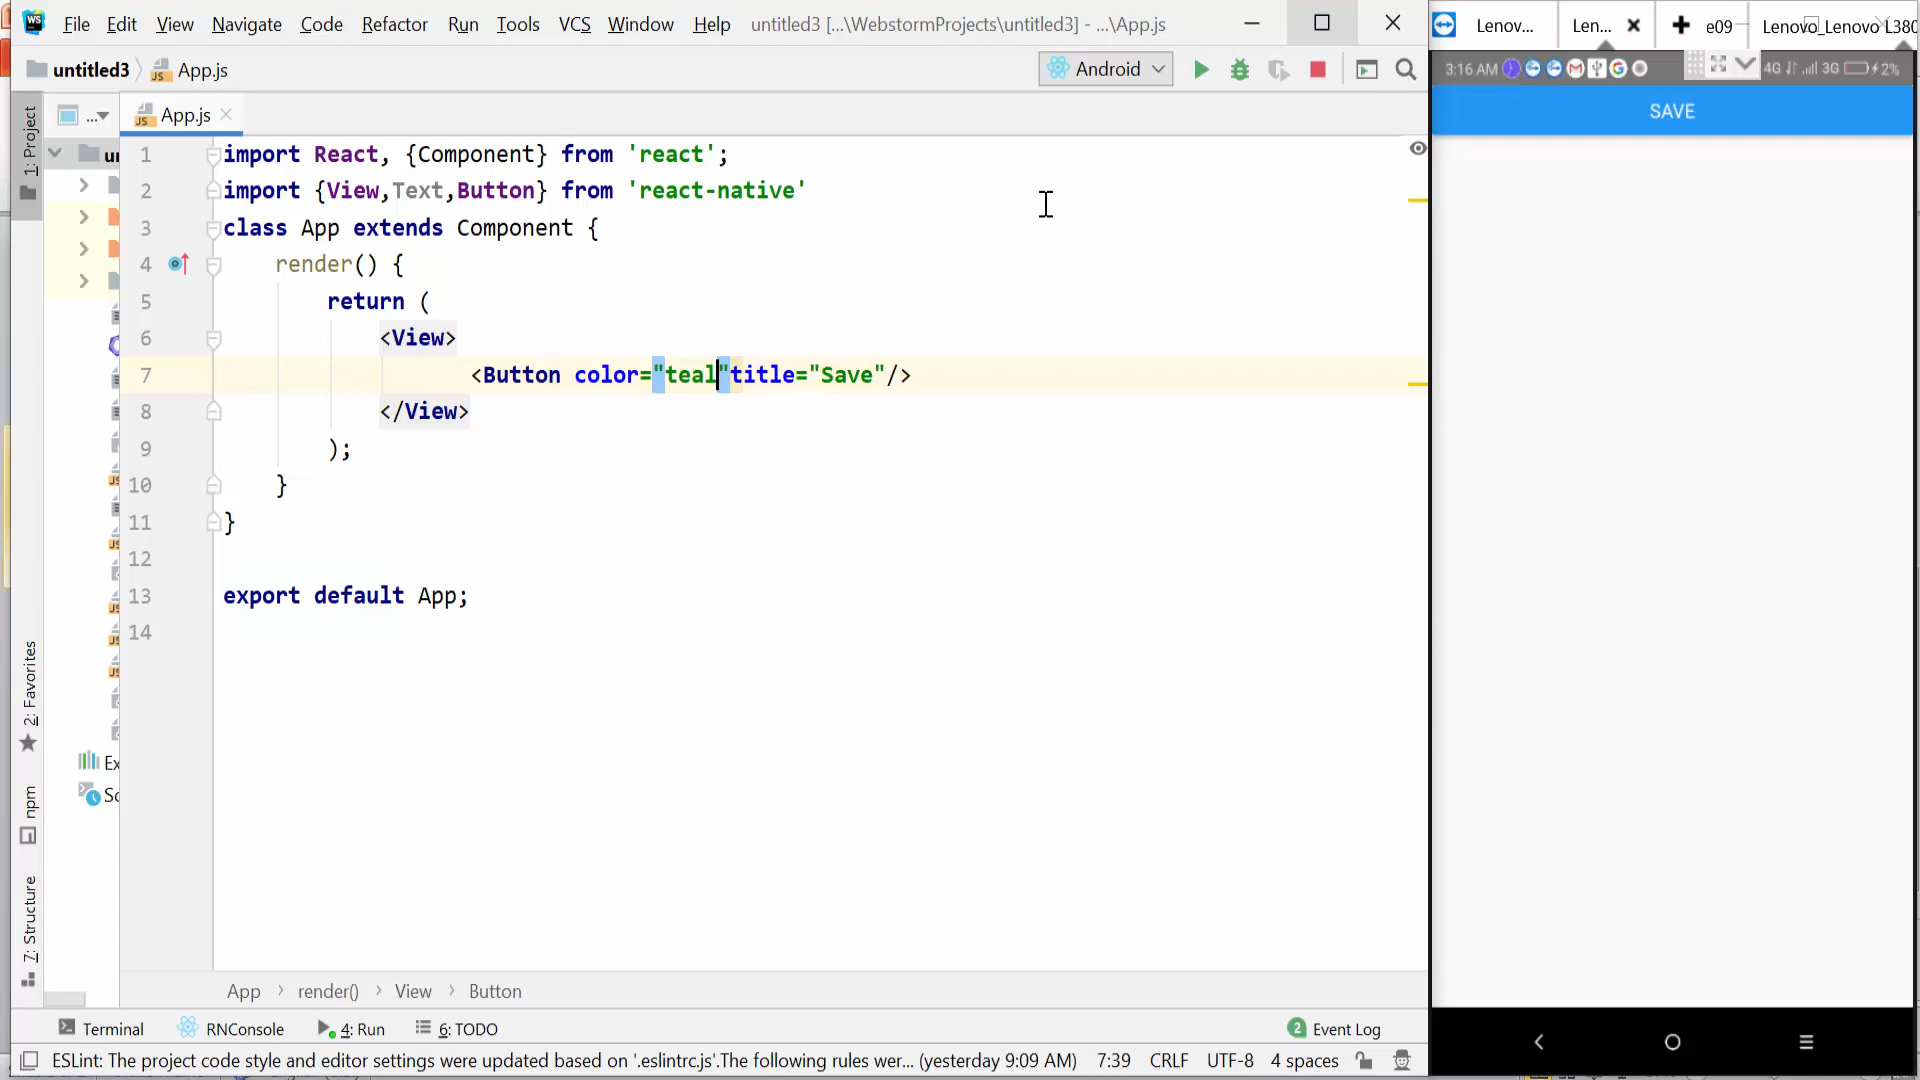 File Edit View Navigate Code Refactor Run Tools VCS Window Help untitled3 [...\WebstormProjects\untitled3] - ...\App.js
untitled3 App.js
Android
App.js
1: Project
...
1 import React, {Component} from 'react';
2 import {View,Text,Button} from 'react-native'
3 class App extends Component {
4 render() {
5 return (
6 <View>
7 <Button color="teal"title="Save"/>
8 </View>
9 );
10 }
11 }
12
13 export default App;
14
2: Favorites
npm
7: Structure
App render() View Button
Terminal RNConsole 4: Run 6: TODO 2 Event Log
ESLint: The project code style and editor settings were updated based on '.eslintrc.js'.The following rules wer... (yesterday 9:09 AM) 7:39 CRLF UTF-8 4 spaces
Lenov... Len... e09 Lenovo_Lenovo L380
3:16 AM 4G 3G 2%
SAVE